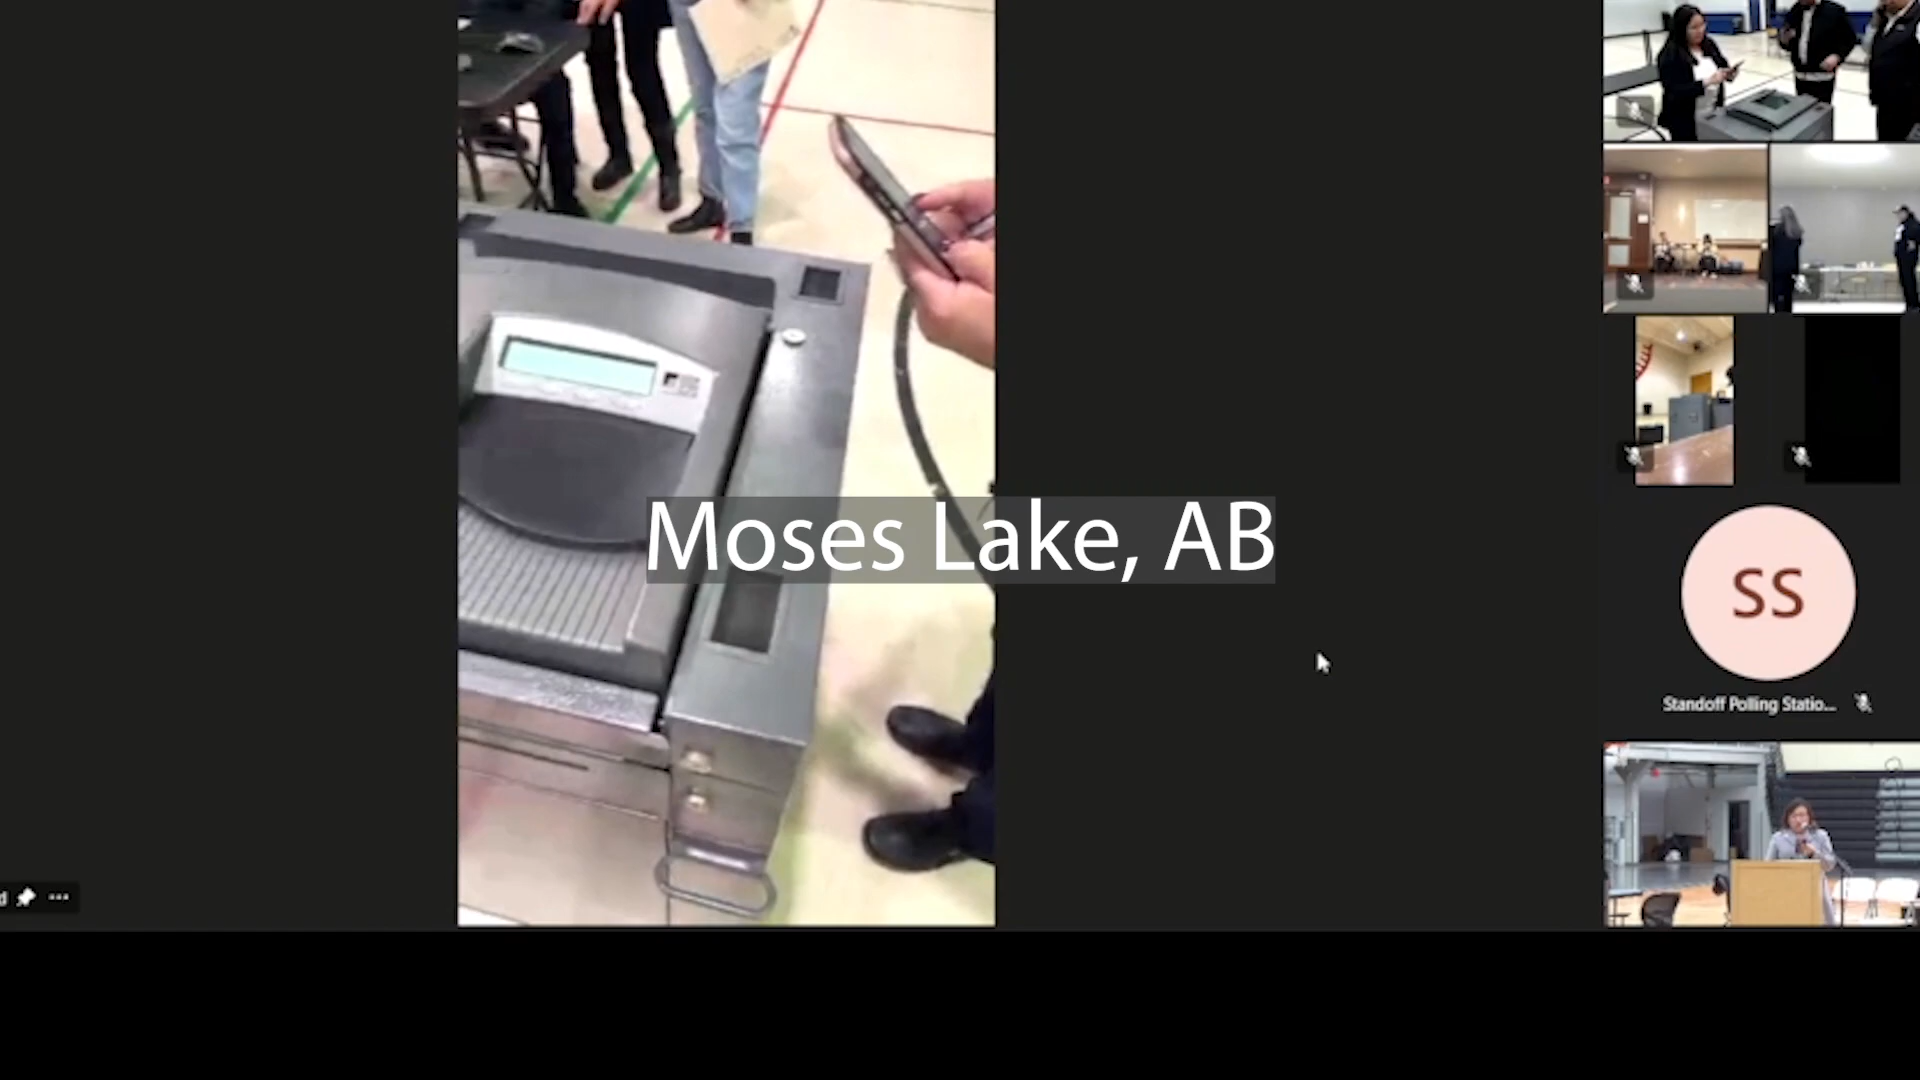 Moses Lake, AB
SS
Standoff Polling Statio...
d